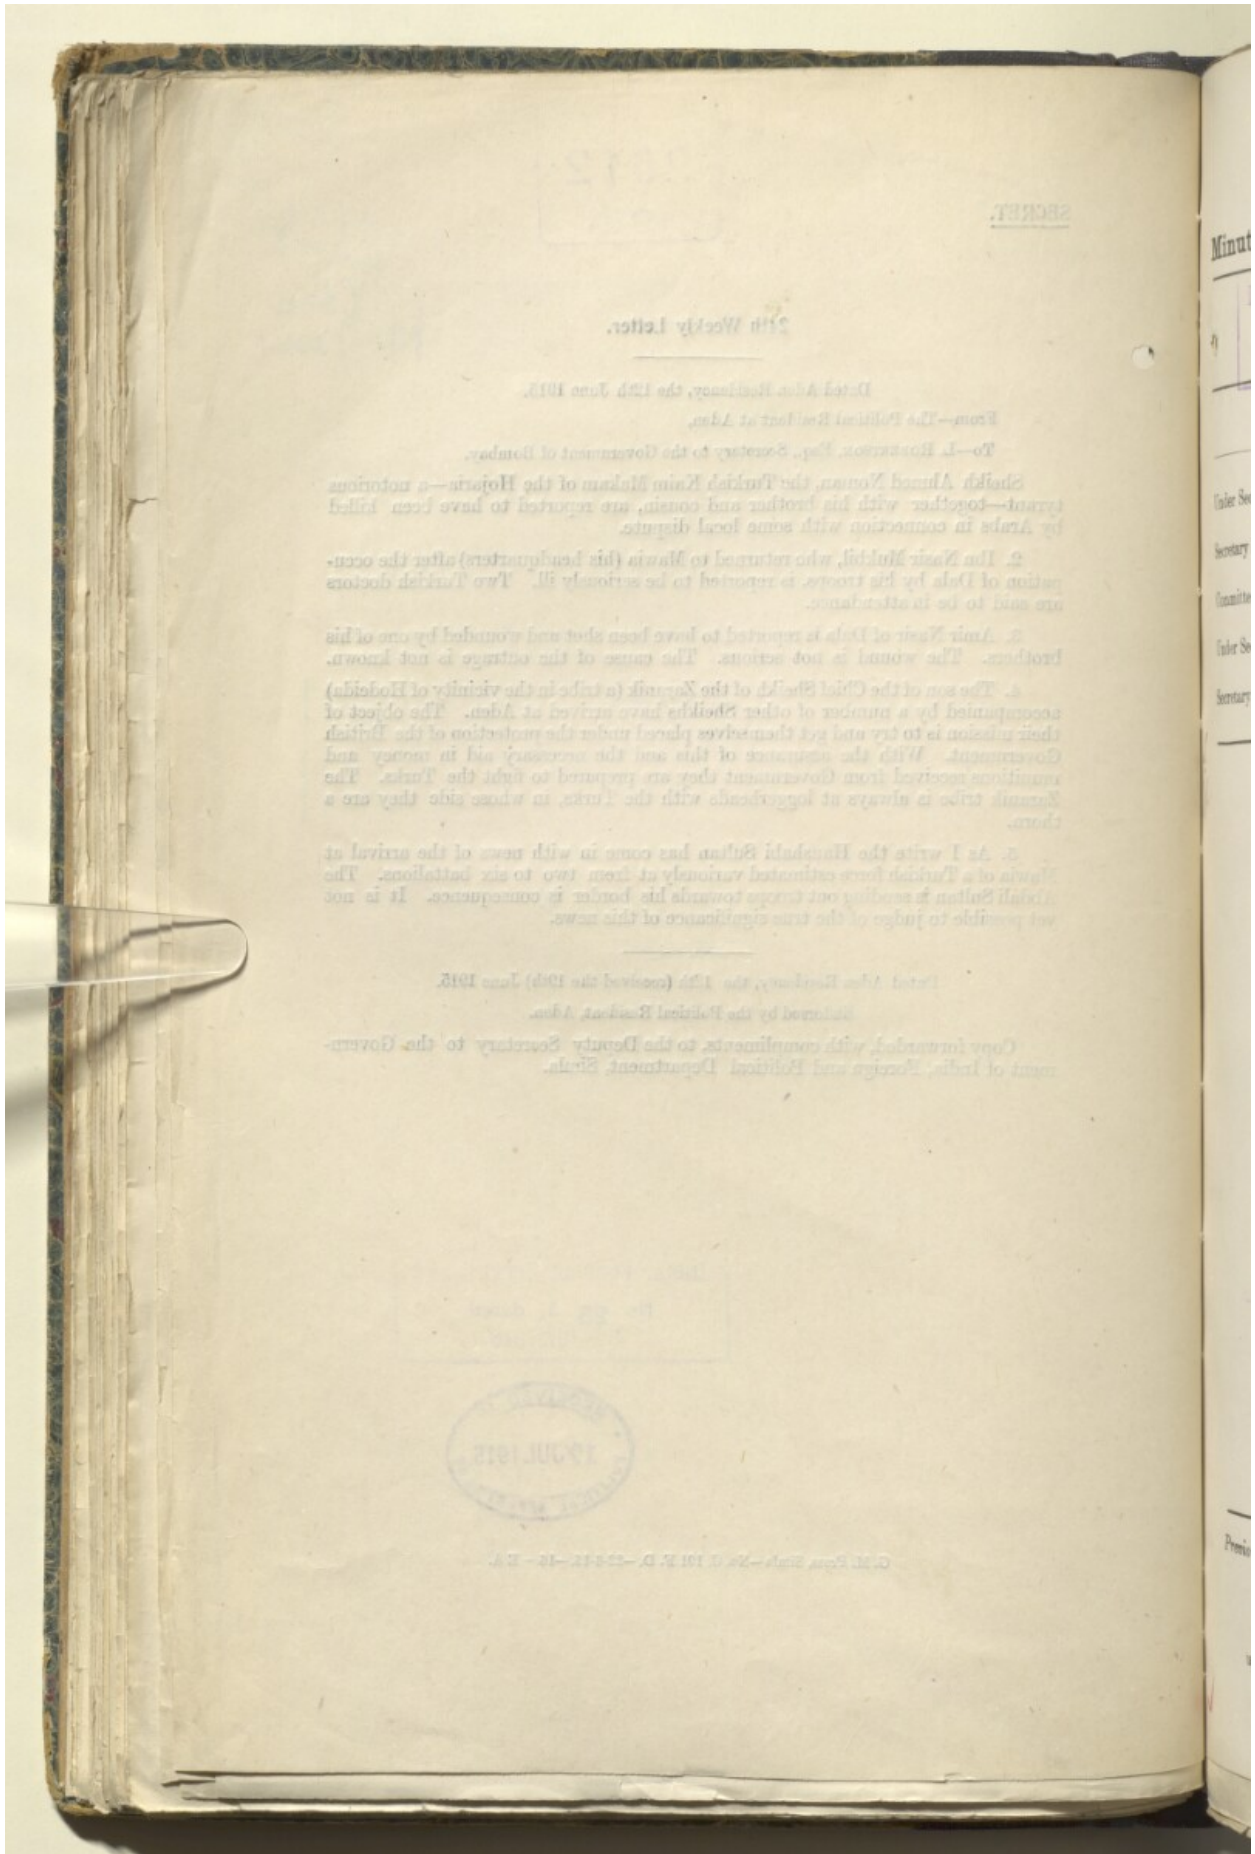 SECRET.
24th Weekly Letter.
Dated Aden Residency, the 12th June 1915.
From—The Political Resident at Aden,
To—L. ROBERTSON, Esq., Secretary to the Government of Bombay.
Sheikh Ahmed Noman, the Turkish Kaim Makam of the Hojarie—a notorious
tyrant—together with his brother and cousin, are reported to have been killed
by Arabs in connection with some local dispute.
2. The Nasir Mukbil, who returned to Mawia (his headquarters) after the occu-
pation of Dala by his troops, is reported to be seriously ill. Two Turkish doctors
are said to be in attendance.
3. Amir Nasir of Dala is reported to have been shot and wounded by one of his
brothers. The wound is not serious. The cause of the outrage is not known.
4. The son of the Chief Sheikh of the Zaranik (a tribe in the vicinity of Hodeida)
accompanied by a number of other Sheikhs have arrived at Aden. The object of
their mission is to try and get themselves placed under the protection of the British
Government. With the assurance of this and the necessary aid in money and
munitions received from Government they are prepared to fight the Turks. The
Zaranik tribe is always at loggerheads with the Turks, in whose side they are a
thorn.
5. As I write the Haushabi Sultan has come in with news of the arrival at
Mawia of a Turkish force estimated variously at from two to six battalions. The
Abdali Sultan is sending out troops towards his border in consequence. It is not
yet possible to judge of the true significance of this news.
Dated Aden Residency, the 12th (received the 19th) June 1915.
Endorsed by the Political Resident, Aden.
Copy forwarded, with compliments, to the Deputy Secretary to the Govern-
ment of India, Foreign and Political Department, Simla.
19 JUL 1915
G. M. Press, Simla
Minut
Under Sec
Secretary
Committe
Under Sec
Secretary
Previo